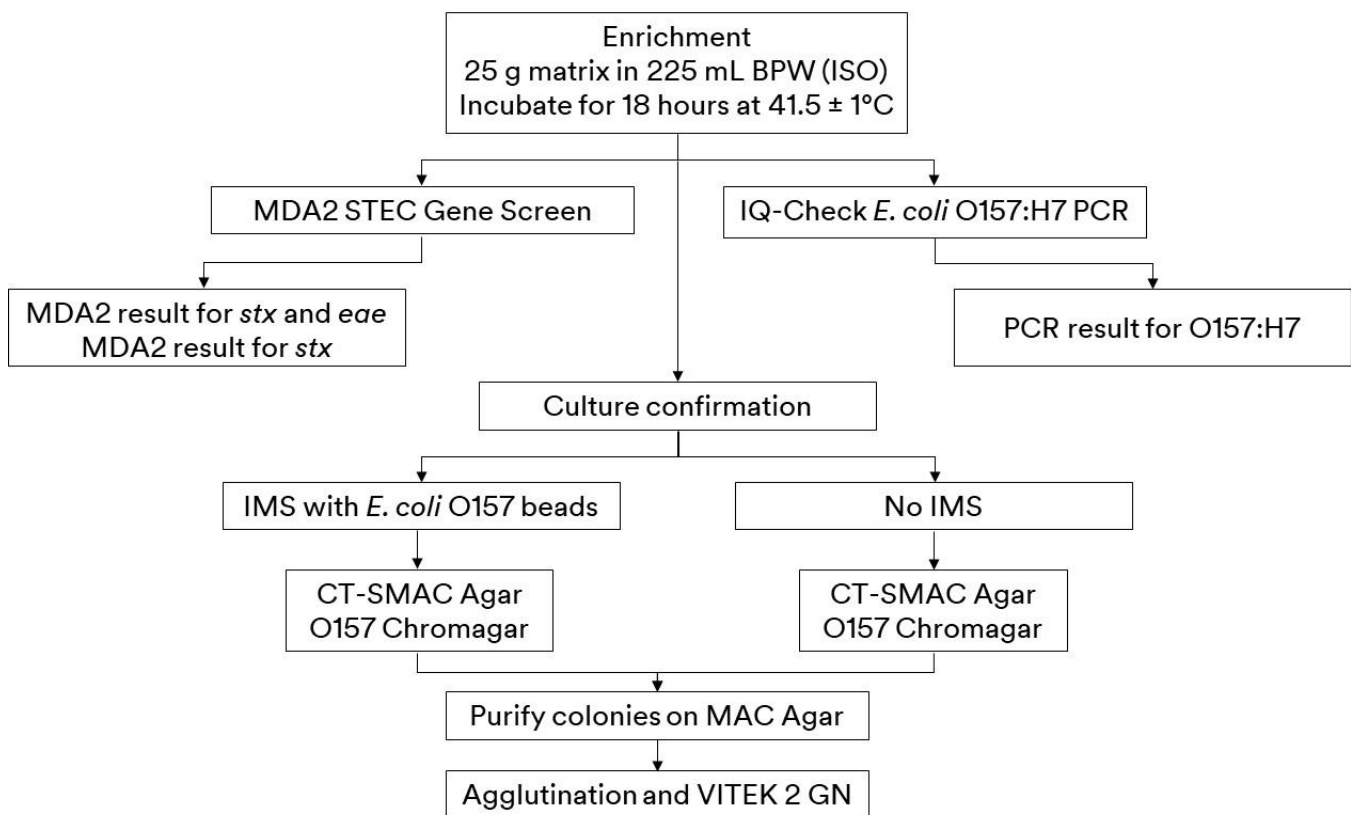 Enrichment
25 g matrix in 225 mL BPW (ISO)
Incubate for 18 hours at 41.5 ± 1°C
MDA2 STEC Gene Screen
IQ-Check E. coli O157:H7 PCR
MDA2 result for stx and eae
MDA2 result for stx
PCR result for O157:H7
Culture confirmation
IMS with E. coli O157 beads
No IMS
CT-SMAC Agar
O157 Chromagar
CT-SMAC Agar
O157 Chromagar
Purify colonies on MAC Agar
Agglutination and VITEK 2 GN